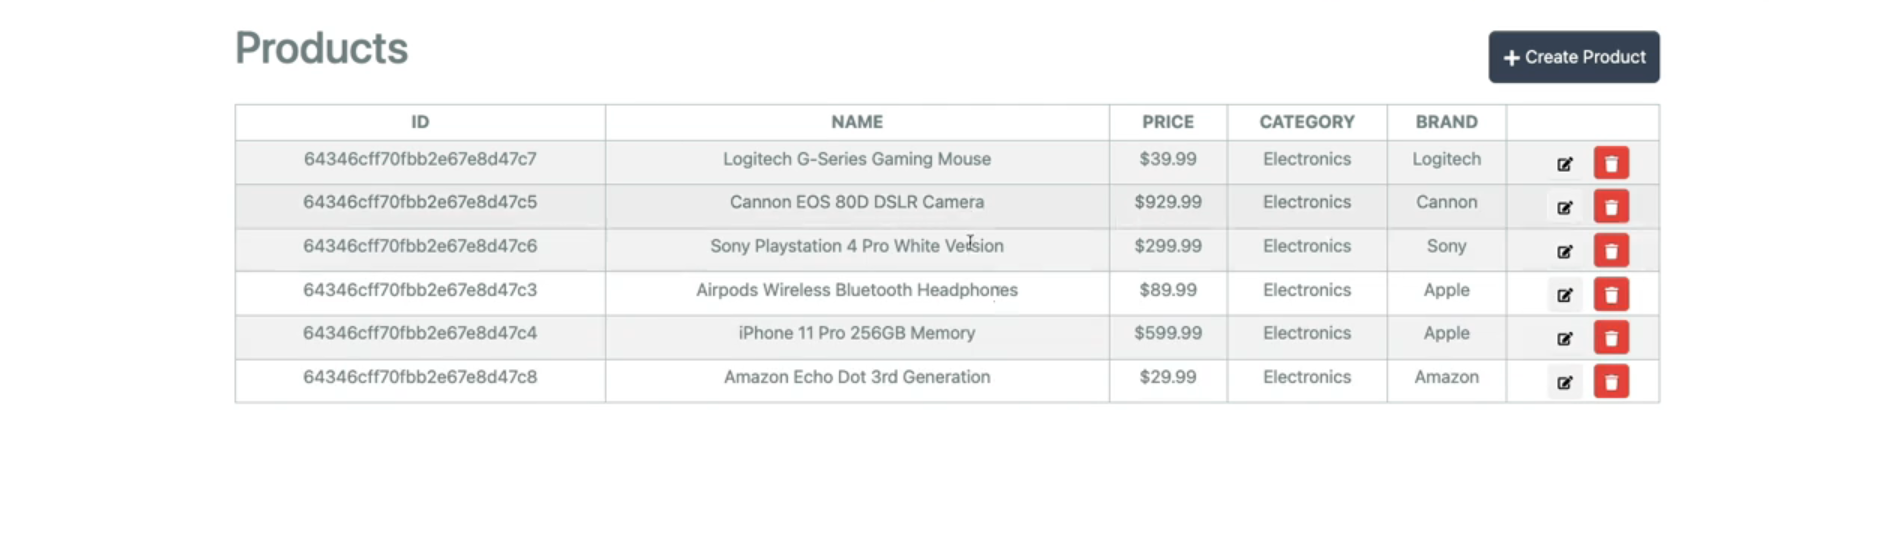 Products
+ Create Product
ID NAME PRICE CATEGORY BRAND
64346cff70fbb2e67e8d47c7 Logitech G-Series Gaming Mouse $39.99 Electronics Logitech
64346cff70fbb2e67e8d47c5 Cannon EOS 80D DSLR Camera $929.99 Electronics Cannon
64346cff70fbb2e67e8d47c6 Sony Playstation 4 Pro White Version $299.99 Electronics Sony
64346cff70fbb2e67e8d47c3 Airpods Wireless Bluetooth Headphones $89.99 Electronics Apple
64346cff70fbb2e67e8d47c4 iPhone 11 Pro 256GB Memory $599.99 Electronics Apple
64346cff70fbb2e67e8d47c8 Amazon Echo Dot 3rd Generation $29.99 Electronics Amazon